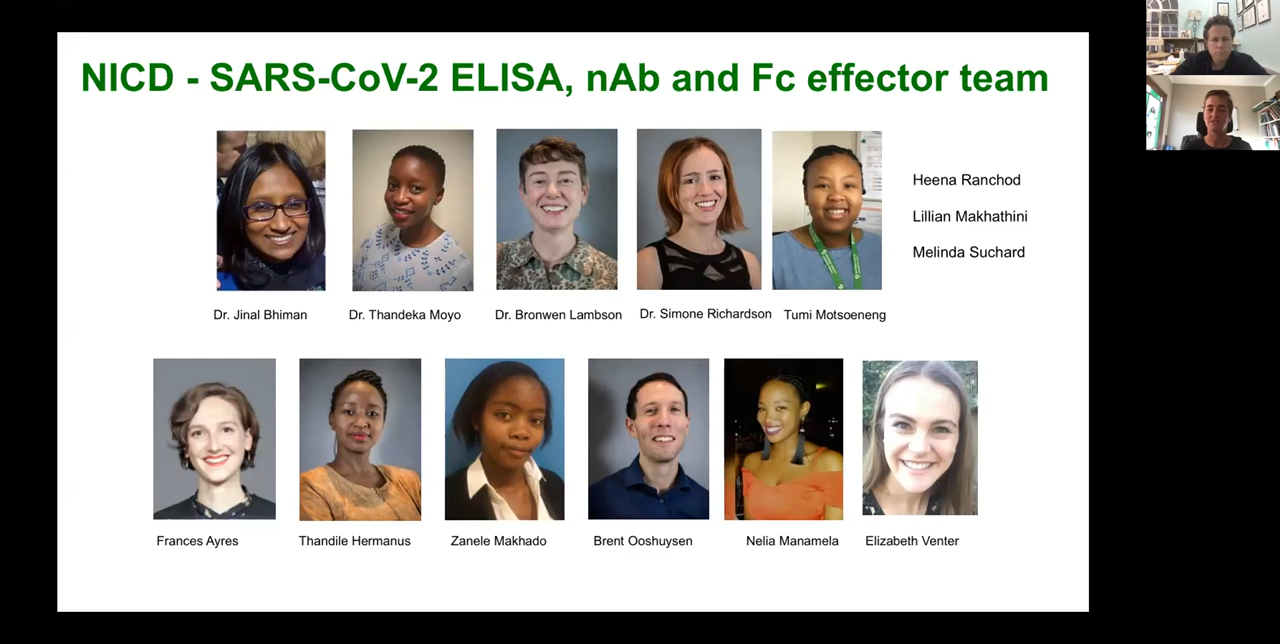 NICD - SARS-CoV-2 ELISA, nAb and Fc effector team
Heena Ranchod
Lillian Makhathini
Melinda Suchard
Dr. Jinal Bhiman
Dr. Thandeka Moyo
Dr. Bronwen Lambson
Dr. Simone Richardson
Tumi Motsoeneng
Frances Ayres
Thandile Hermanus
Zanele Makhado
Brent Ooshuysen
Nelia Manamela
Elizabeth Venter